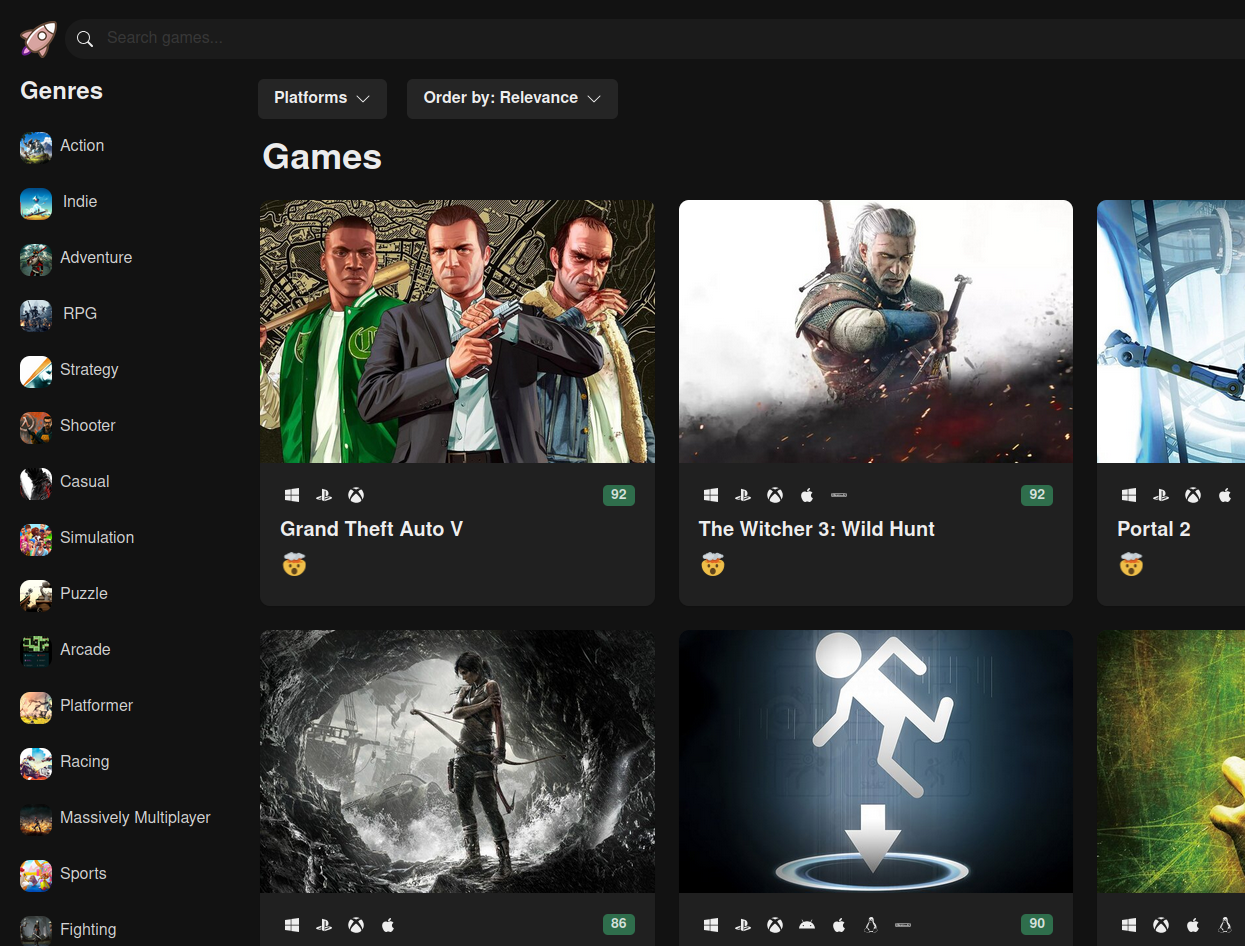 Search games...
Genres
Platforms
Order by: Relevance
Games
Action
Indie
Adventure
RPG
Strategy
Shooter
Casual
Simulation
Puzzle
Arcade
Platformer
Racing
Massively Multiplayer
Sports
Fighting
92
Grand Theft Auto V
92
The Witcher 3: Wild Hunt
Portal 2
86
90